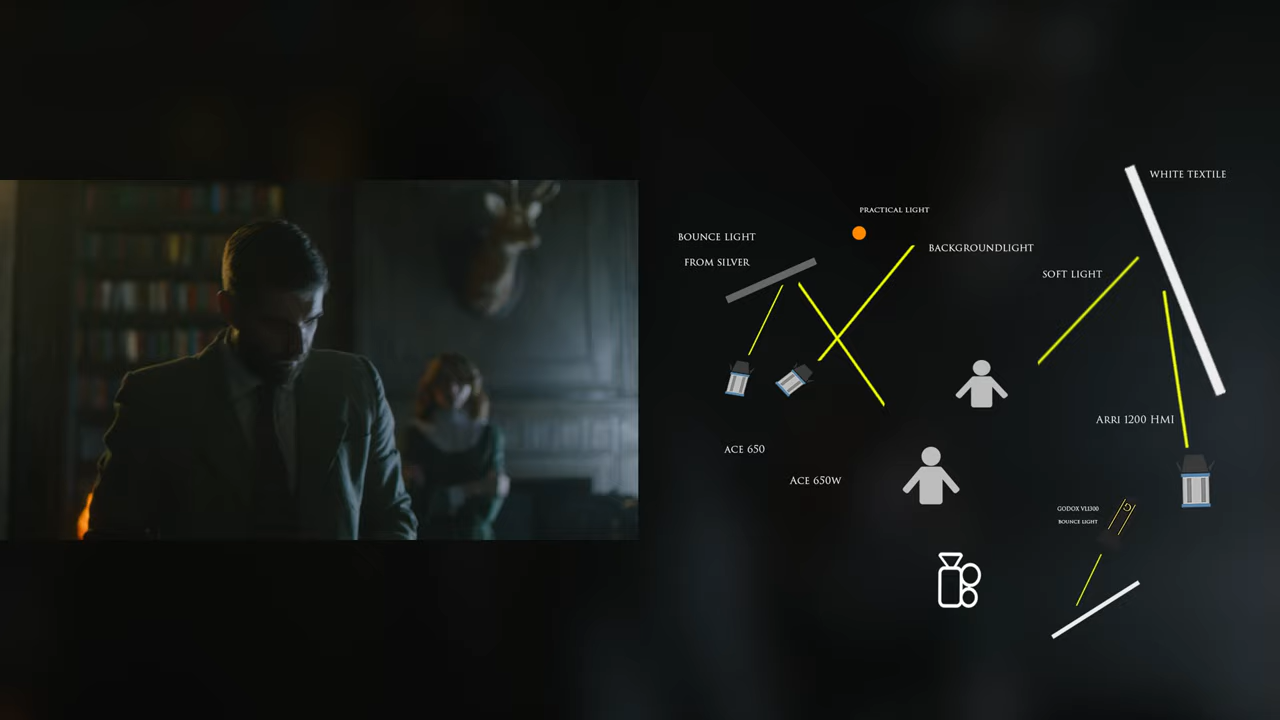 WHITE TEXTILE
PRACTICAL LIGHT
BOUNCE LIGHT
FROM SILVER
BACKGROUNDLIGHT
SOFT LIGHT
ARRI 1200 HMI
ACE 650
ACE 650W
GODOX VL1300
BOUNCE LIGHT